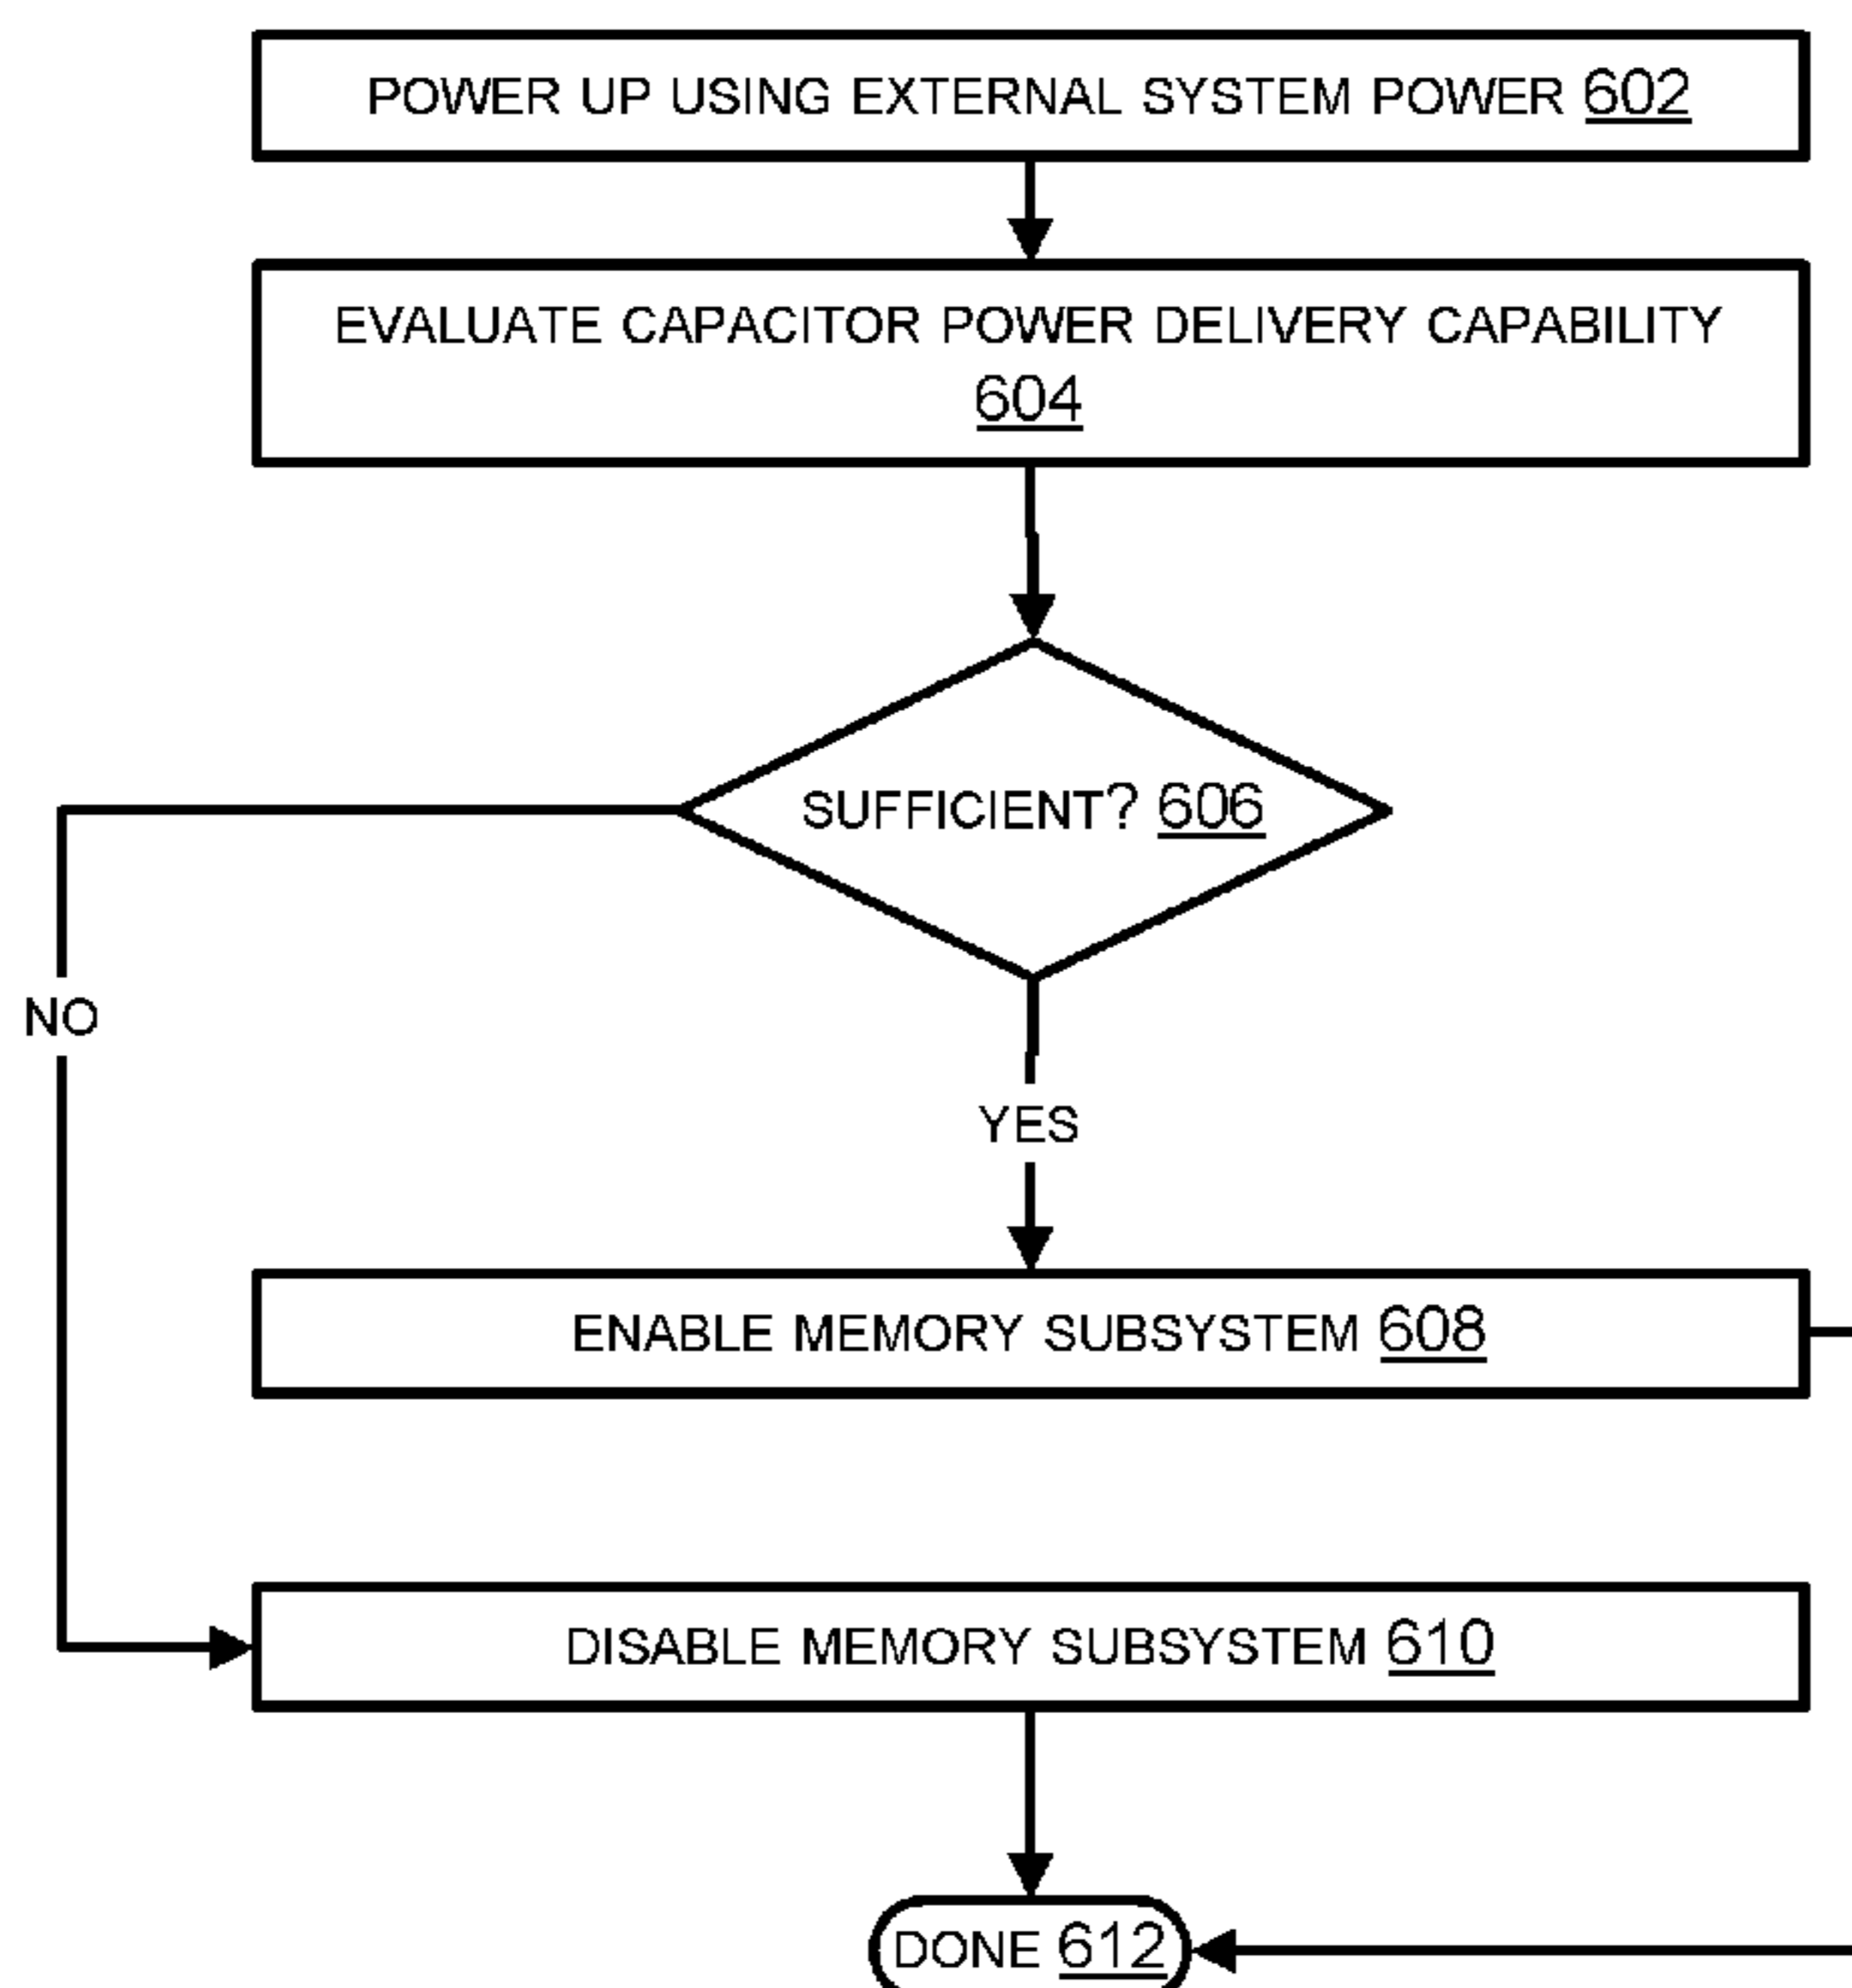 POWER UP USING EXTERNAL SYSTEM POWER 602
EVALUATE CAPACITOR POWER DELIVERY CAPABILITY
604
SUFFICIENT? 606
NO
YES
ENABLE MEMORY SUBSYSTEM 608
DISABLE MEMORY SUBSYSTEM 610
DONE 612